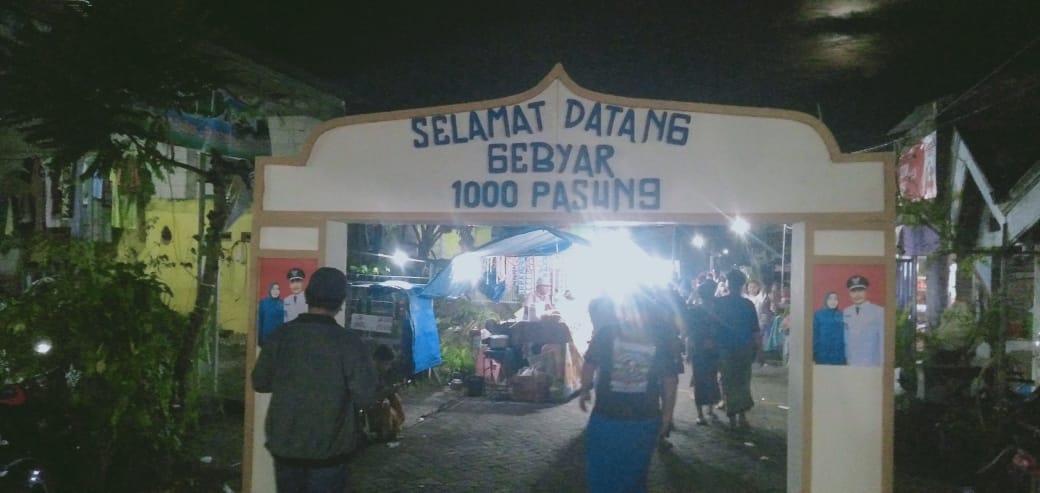 SELAMAT DATANG
GEBYAR
1000 PASUNG